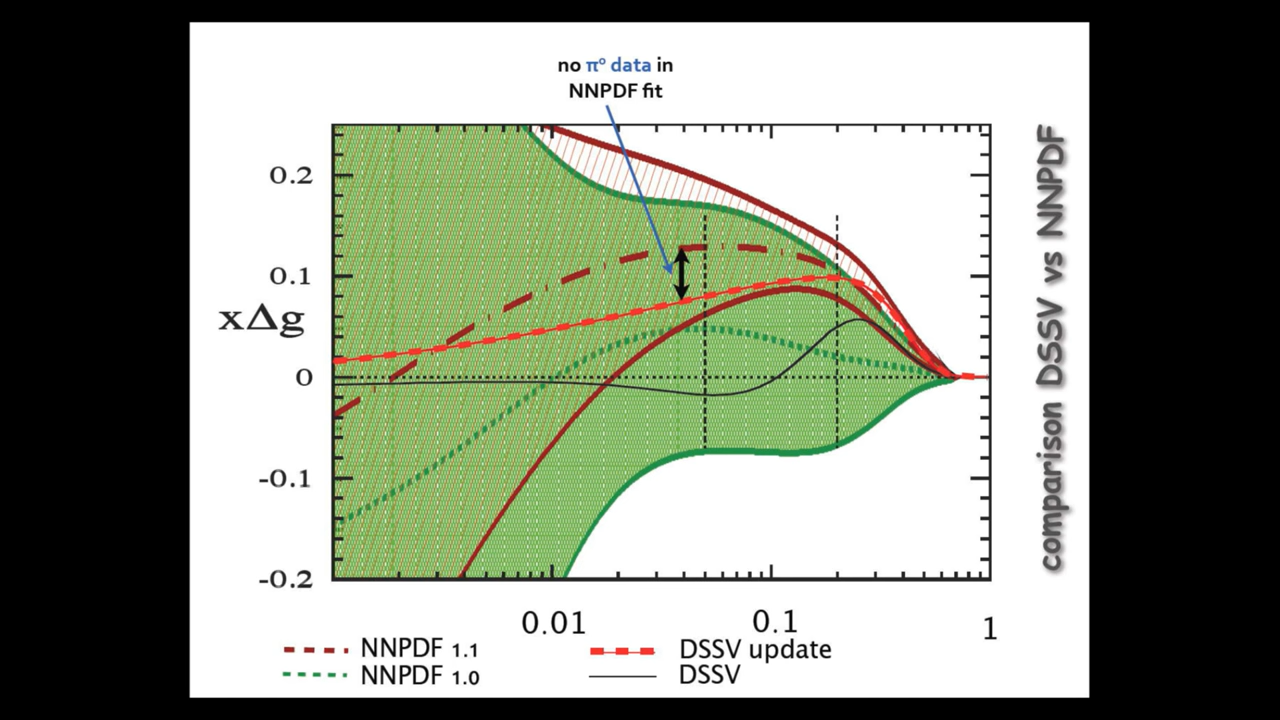 no π⁰ data in
NNPDF fit
comparison DSSV vs NNPDF
xΔg
0.2
0.1
0
-0.1
-0.2
0.01
0.1
1
NNPDF 1.1
DSSV update
NNPDF 1.0
DSSV